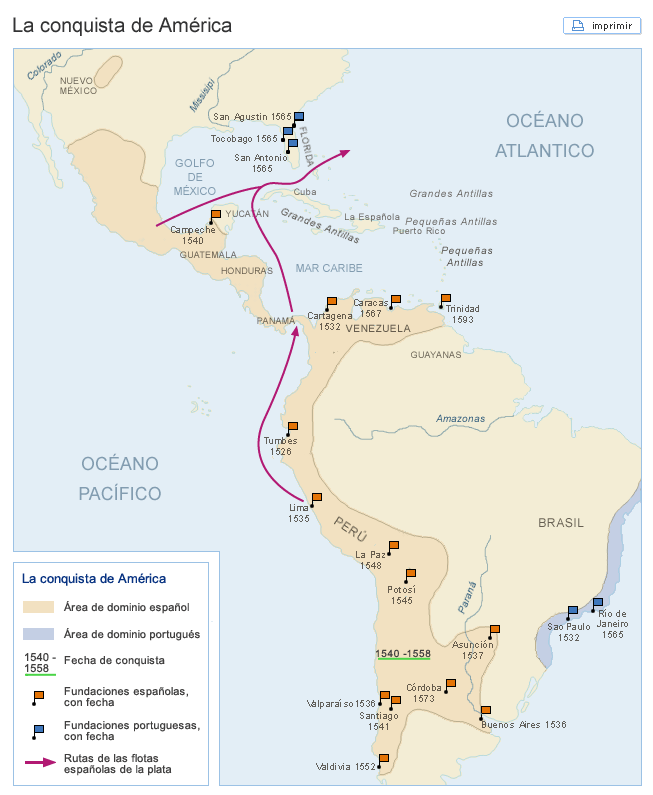 La conquista de América
imprimir
Colorado
NUEVO
MÉXICO
Missisipi
San Agustin 1565
Tocobago 1565
San Antonio
1565
FLORIDA
OCÉANO
ATLANTICO
GOLFO
DE
MÉXICO
Cuba
Grandes Antillas
Grandes Antillas
La Española
Pequeñas Antillas
Puerto Rico
Pequeñas
Antillas
YUCATÁN
Campeche
1540
GUATEMALA
HONDURAS
MAR CARIBE
PANAMÁ
Cartagena
1532
Caracas
1567
Trinidad
1593
VENEZUELA
GUAYANAS
Amazonas
Tumbes
1526
OCÉANO
PACÍFICO
Lima
1535
PERÚ
BRASIL
La Paz
1548
Potosí
1545
Paraná
Rio de
Janeiro
1565
Sao Paulo
1532
Asunción
1537
1540 -1558
Córdoba
1573
Valparaíso 1536
Santiago
1541
Buenos Aires 1536
Valdivia 1552
La conquista de América
Área de dominio español
Área de dominio portugués
1540 -
1558
Fecha de conquista
Fundaciones españolas,
con fecha
Fundaciones portuguesas,
con fecha
Rutas de las flotas
españolas de la plata